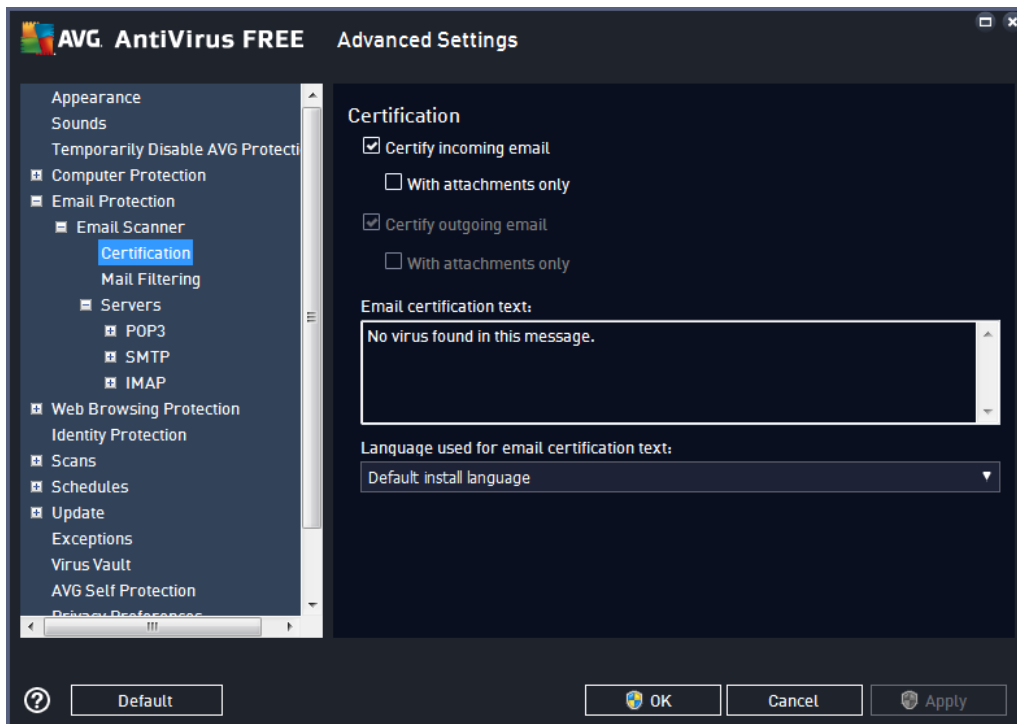 AVG AntiVirus FREE Advanced Settings
Appearance
Sounds
Temporarily Disable AVG Protecti
Computer Protection
Email Protection
Email Scanner
Certification
Mail Filtering
Servers
POP3
SMTP
IMAP
Web Browsing Protection
Identity Protection
Scans
Schedules
Update
Exceptions
Virus Vault
AVG Self Protection
Privacy Preferences
Certification
Certify incoming email
With attachments only
Certify outgoing email
With attachments only
Email certification text:
No virus found in this message.
Language used for email certification text:
Default install language
Default
OK
Cancel
Apply